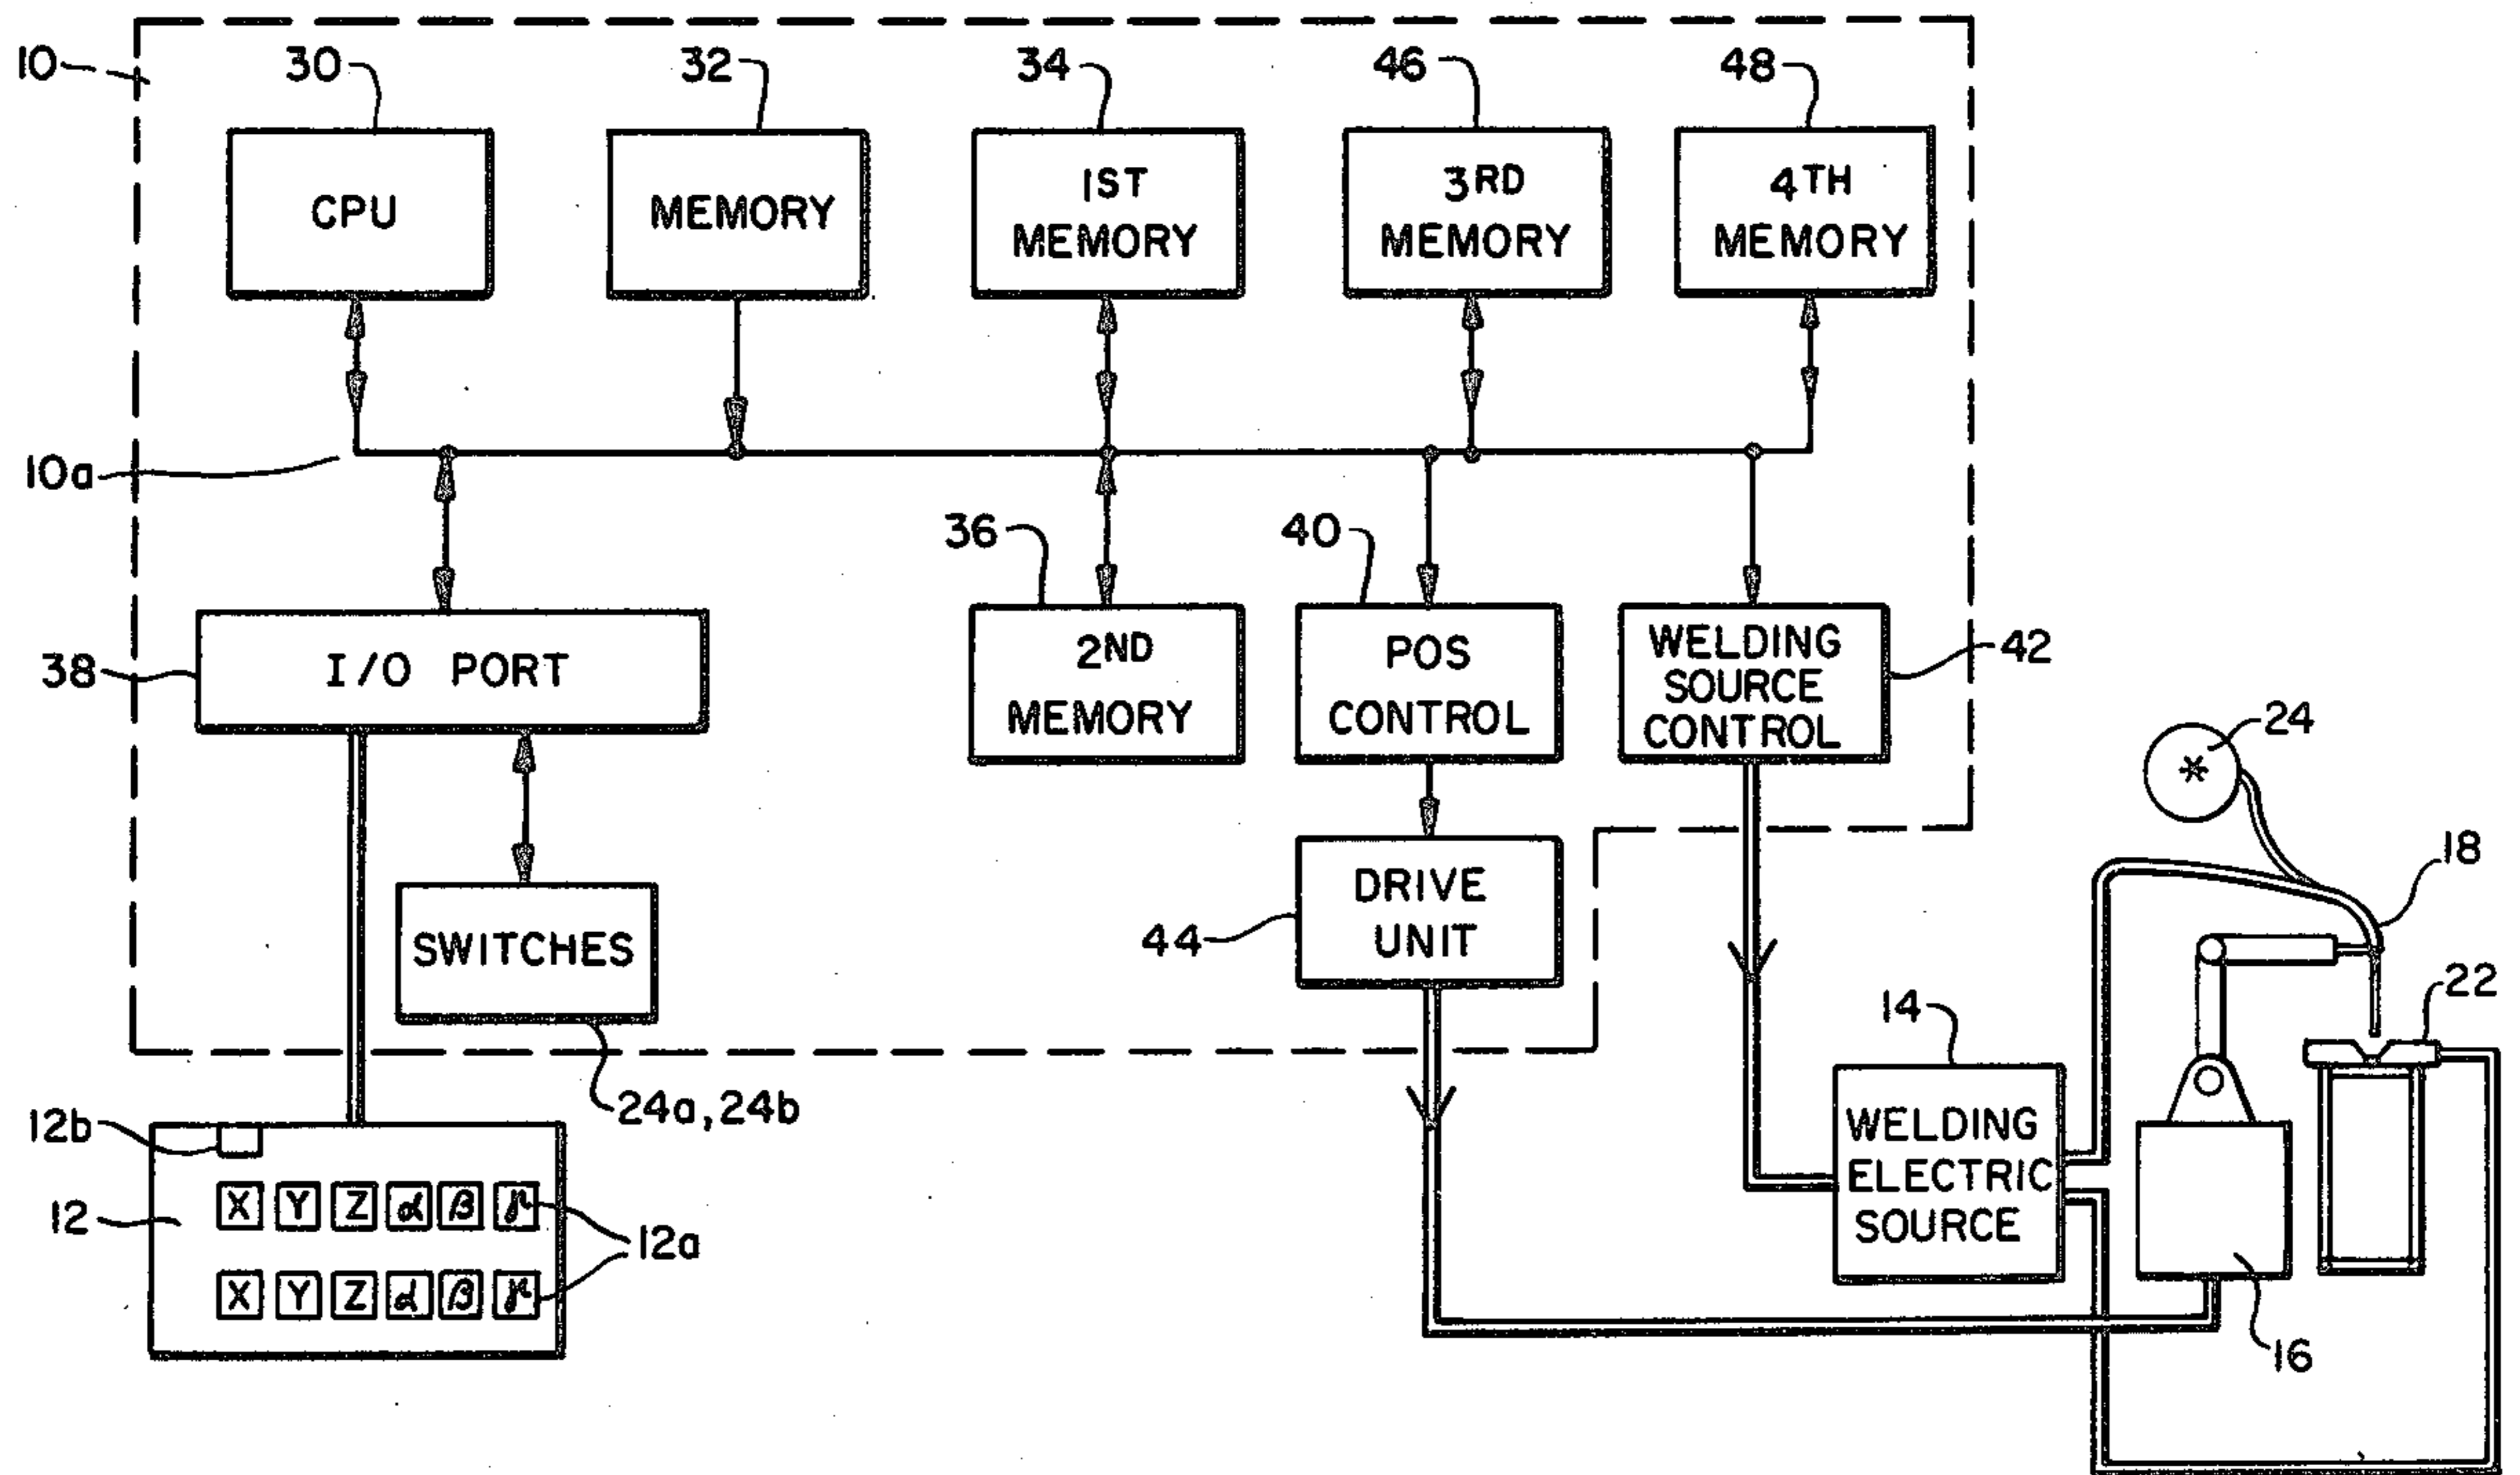 10
30
32
34
46
48
CPU
MEMORY
1ST
MEMORY
3RD
MEMORY
4TH
MEMORY
10a
36
40
38
I/O PORT
2ND
MEMORY
POS
CONTROL
WELDING
SOURCE
CONTROL
42
24
*
18
SWITCHES
44
DRIVE
UNIT
22
14
24a, 24b
12b
12
X Y Z α β γ
12a
X Y Z α β γ
WELDING
ELECTRIC
SOURCE
16